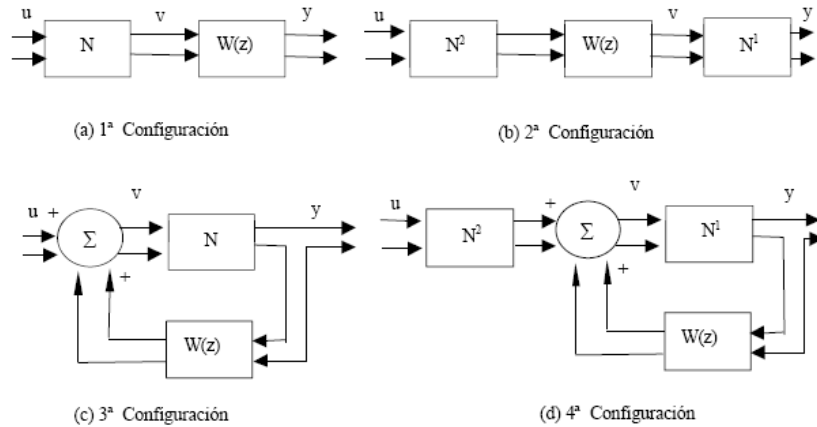 u v y u v y
N W(z) N² W(z) N¹
(a) 1ª Configuración (b) 2ª Configuración
u + v y u + v y
Σ N N² Σ N¹
+ +
W(z) W(z)
(c) 3ª Configuración (d) 4ª Configuración